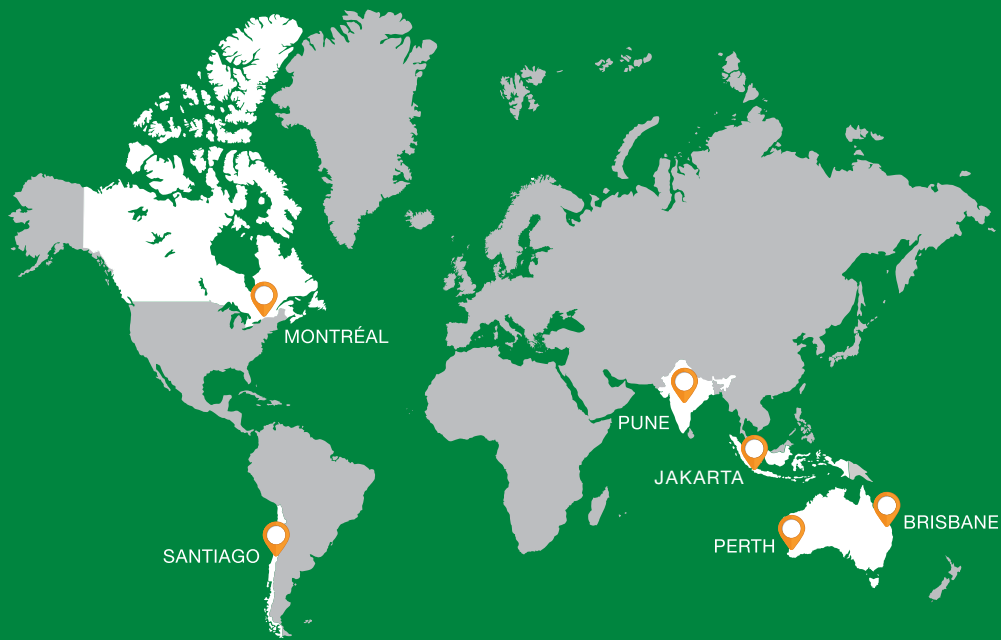 MONTRÉAL
PUNE
JAKARTA
BRISBANE
PERTH
SANTIAGO